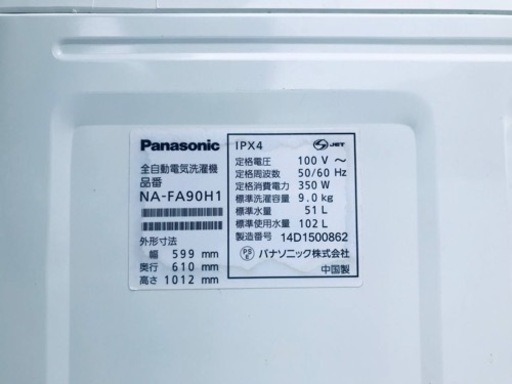 Panasonic
全自動電気洗濯機
品番
NA-FA90H1
外形寸法
幅 599 mm
奥行 610 mm
高さ 1012 mm
IPX4 JET
定格電圧 100 V ～
定格周波数 50/60 Hz
定格消費電力 350 W
標準洗濯容量 9.0 kg
標準水量 51 L
標準使用水量 102 L
製造番号 14D1500862
PS E パナソニック株式会社
中国製